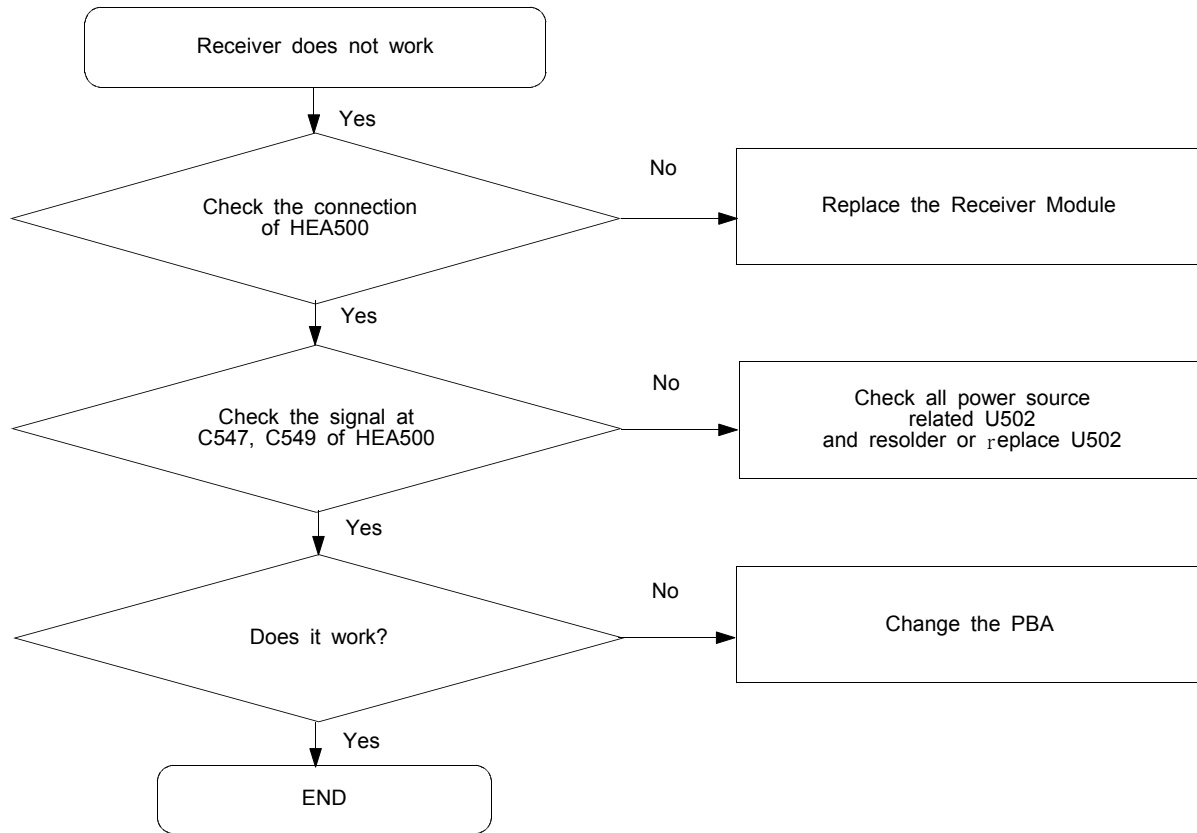 Receiver does not work
Yes
Check the connection
of HEA500
No
Replace the Receiver Module
Yes
Check the signal at
C547, C549 of HEA500
No
Check all power source
related U502
and resolder or replace U502
Yes
Does it work?
No
Change the PBA
Yes
END